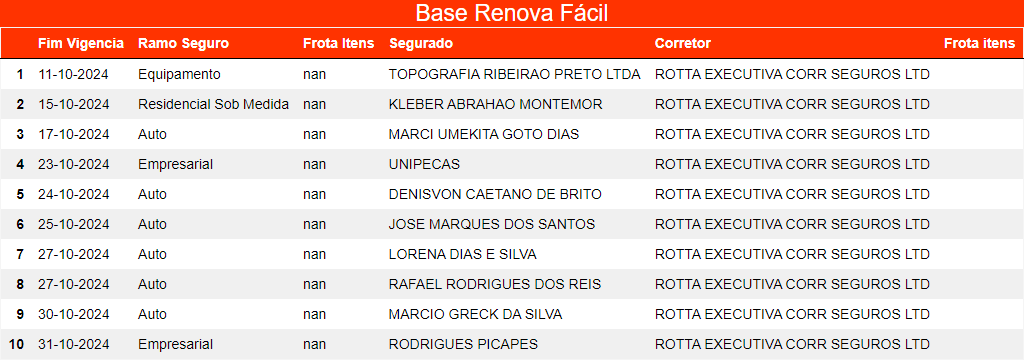 Base Renova Fácil
Fim Vigencia Ramo Seguro Frota Itens Segurado Corretor Frota itens
1 11-10-2024 Equipamento nan TOPOGRAFIA RIBEIRAO PRETO LTDA ROTTA EXECUTIVA CORR SEGUROS LTD
2 15-10-2024 Residencial Sob Medida nan KLEBER ABRAHAO MONTEMOR ROTTA EXECUTIVA CORR SEGUROS LTD
3 17-10-2024 Auto nan MARCI UMEKITA GOTO DIAS ROTTA EXECUTIVA CORR SEGUROS LTD
4 23-10-2024 Empresarial nan UNIPECAS ROTTA EXECUTIVA CORR SEGUROS LTD
5 24-10-2024 Auto nan DENISVON CAETANO DE BRITO ROTTA EXECUTIVA CORR SEGUROS LTD
6 25-10-2024 Auto nan JOSE MARQUES DOS SANTOS ROTTA EXECUTIVA CORR SEGUROS LTD
7 27-10-2024 Auto nan LORENA DIAS E SILVA ROTTA EXECUTIVA CORR SEGUROS LTD
8 27-10-2024 Auto nan RAFAEL RODRIGUES DOS REIS ROTTA EXECUTIVA CORR SEGUROS LTD
9 30-10-2024 Auto nan MARCIO GRECK DA SILVA ROTTA EXECUTIVA CORR SEGUROS LTD
10 31-10-2024 Empresarial nan RODRIGUES PICAPES ROTTA EXECUTIVA CORR SEGUROS LTD